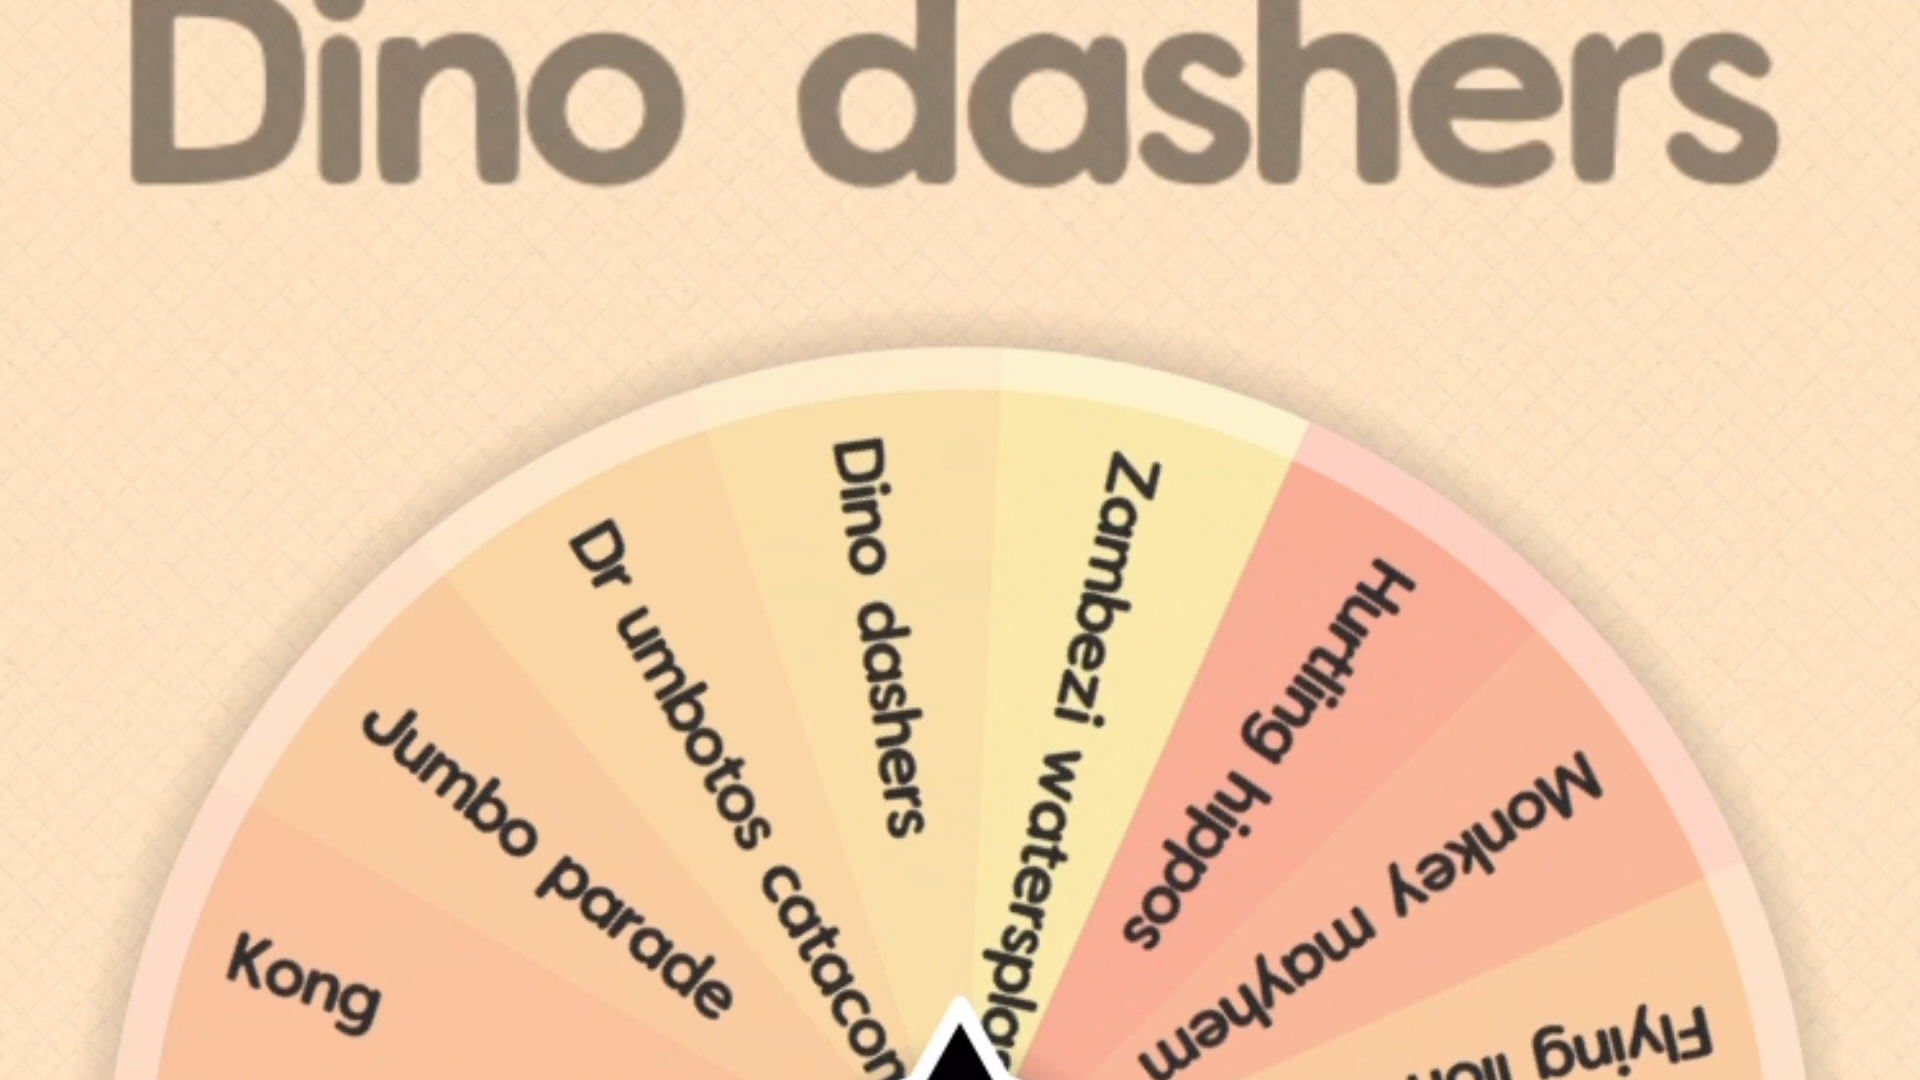 Dino dashers
Kong
Jumbo parade
Dr umbotos
Dino dashers
Zambezi
Hurtling hippos
Monkey mayhem
Flying